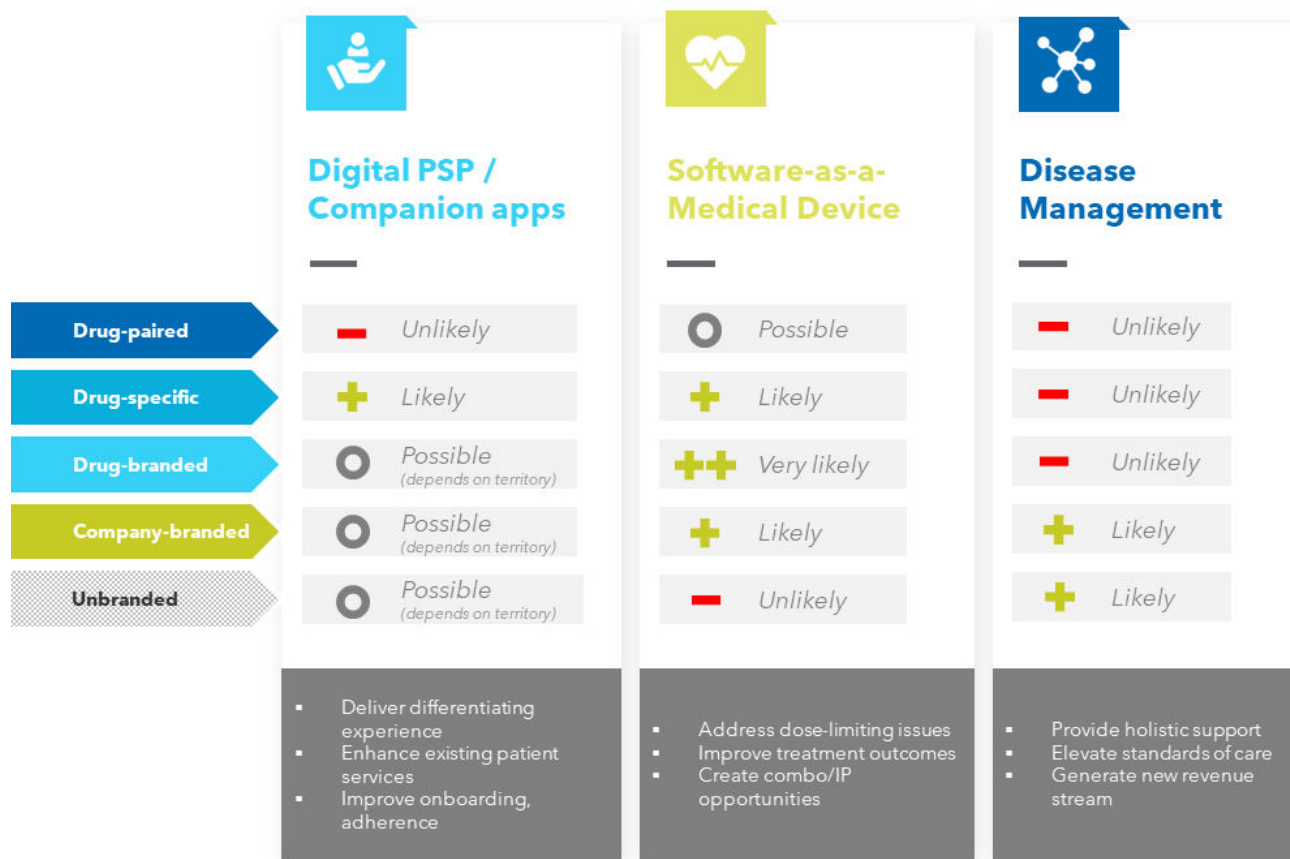 Digital PSP /
Companion apps
Software-as-a-
Medical Device
Disease
Management
Drug-paired
Unlikely
Possible
Unlikely
Drug-specific
Likely
Likely
Unlikely
Drug-branded
Possible
(depends on territory)
Very likely
Unlikely
Company-branded
Possible
(depends on territory)
Likely
Likely
Unbranded
Possible
(depends on territory)
Unlikely
Likely
▪ Deliver differentiating
experience
▪ Enhance existing patient
services
▪ Improve onboarding,
adherence
▪ Address dose-limiting issues
▪ Improve treatment outcomes
▪ Create combo/IP
opportunities
▪ Provide holistic support
▪ Elevate standards of care
▪ Generate new revenue
stream